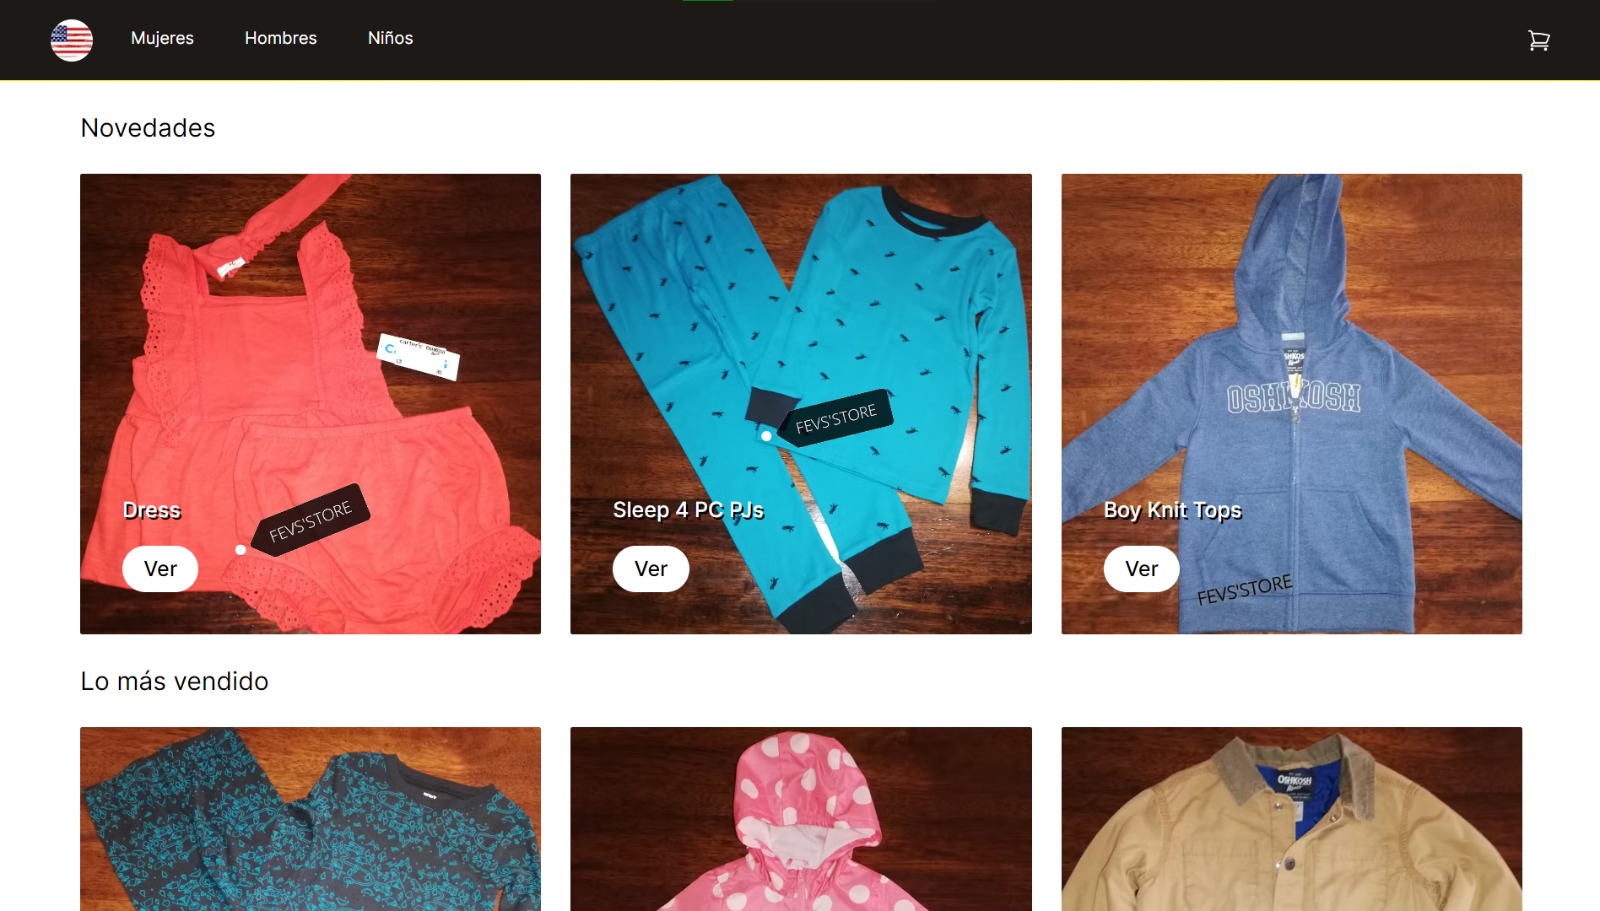 Mujeres Hombres Niños
Novedades
carter's
FEVS'STORE
Dress
Ver
FEVS'STORE
Sleep 4 PC PJs
Ver
OSHKOSH
FEVS'STORE
Boy Knit Tops
Ver
Lo más vendido
OSHKOSH